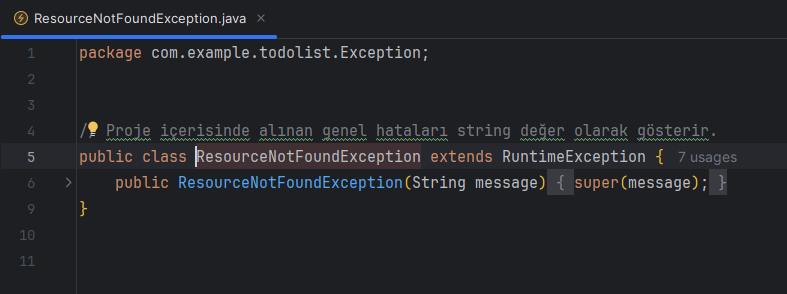 ResourceNotFoundException.java ×
1 package com.example.todolist.Exception;
2
3
4 / Proje içerisinde alınan genel hataları string değer olarak gösterir.
5 public class ResourceNotFoundException extends RuntimeException { 7 usages
6 public ResourceNotFoundException(String message) { super(message); }
9 }
10
11